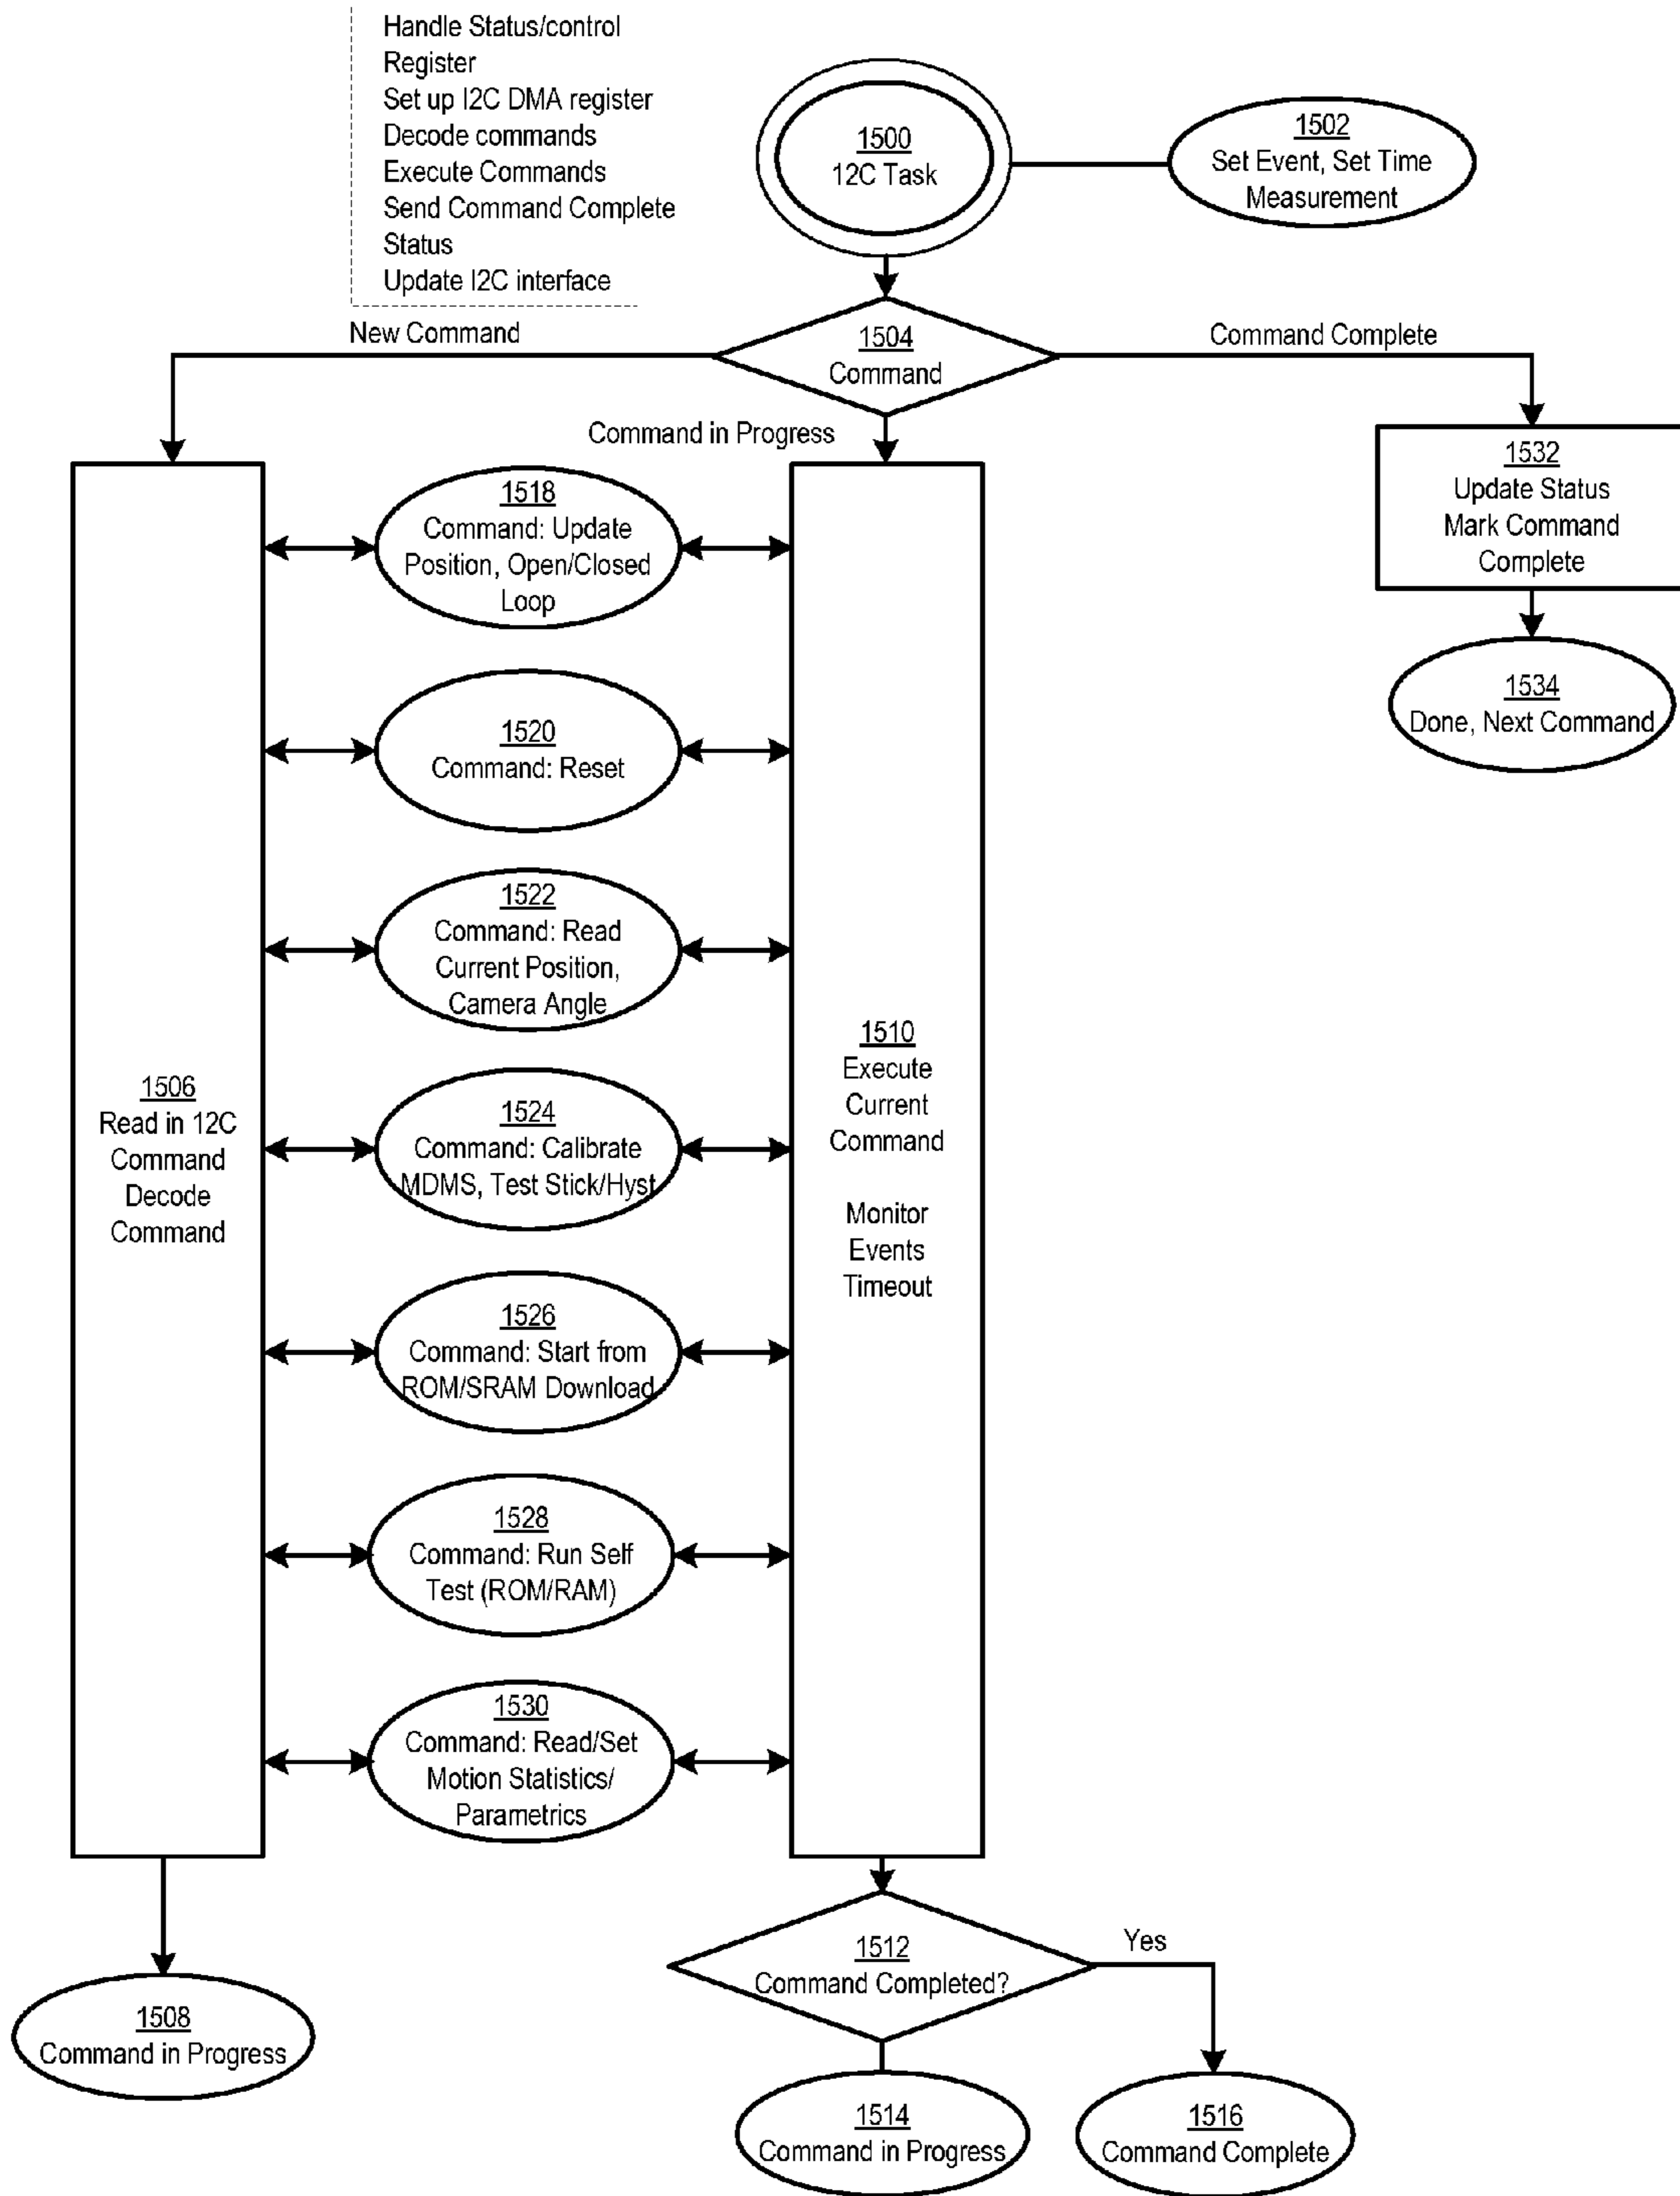 Handle Status/control
Register
Set up I2C DMA register
Decode commands
Execute Commands
Send Command Complete
Status
Update I2C interface
1500
12C Task
1502
Set Event, Set Time
Measurement
New Command
1504
Command
Command Complete
Command in Progress
1518
Command: Update
Position, Open/Closed
Loop
1532
Update Status
Mark Command
Complete
1520
Command: Reset
1534
Done, Next Command
1522
Command: Read
Current Position,
Camera Angle
1506
Read in 12C
Command
Decode
Command
1510
Execute
Current
Command
Monitor
Events
Timeout
1524
Command: Calibrate
MDMS, Test Stick/Hyst
1526
Command: Start from
ROM/SRAM Download
1528
Command: Run Self
Test (ROM/RAM)
1530
Command: Read/Set
Motion Statistics/
Parametrics
1508
Command in Progress
1512
Command Completed?
Yes
1514
Command in Progress
1516
Command Complete